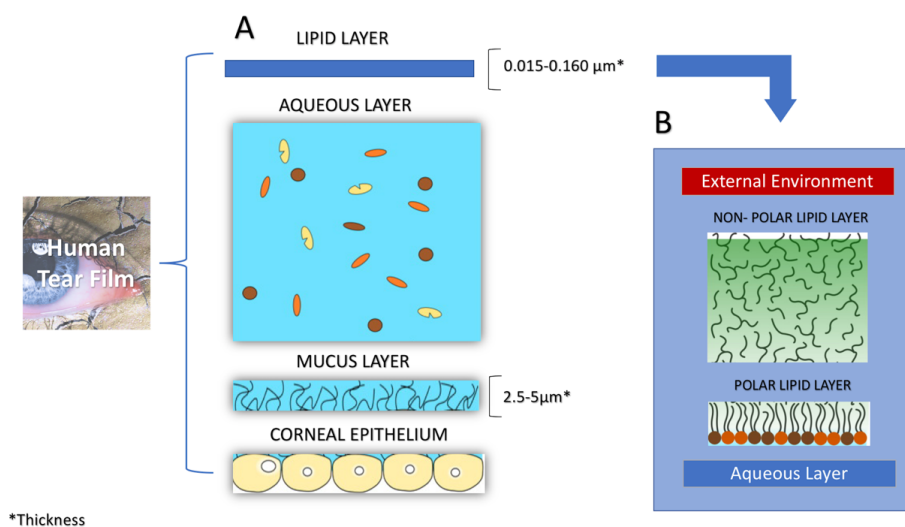 A
LIPID LAYER
0.015-0.160 µm*
AQUEOUS LAYER
B
External Environment
NON- POLAR LIPID LAYER
Human
Tear Film
MUCUS LAYER
2.5-5µm*
POLAR LIPID LAYER
CORNEAL EPITHELIUM
Aqueous Layer
*Thickness